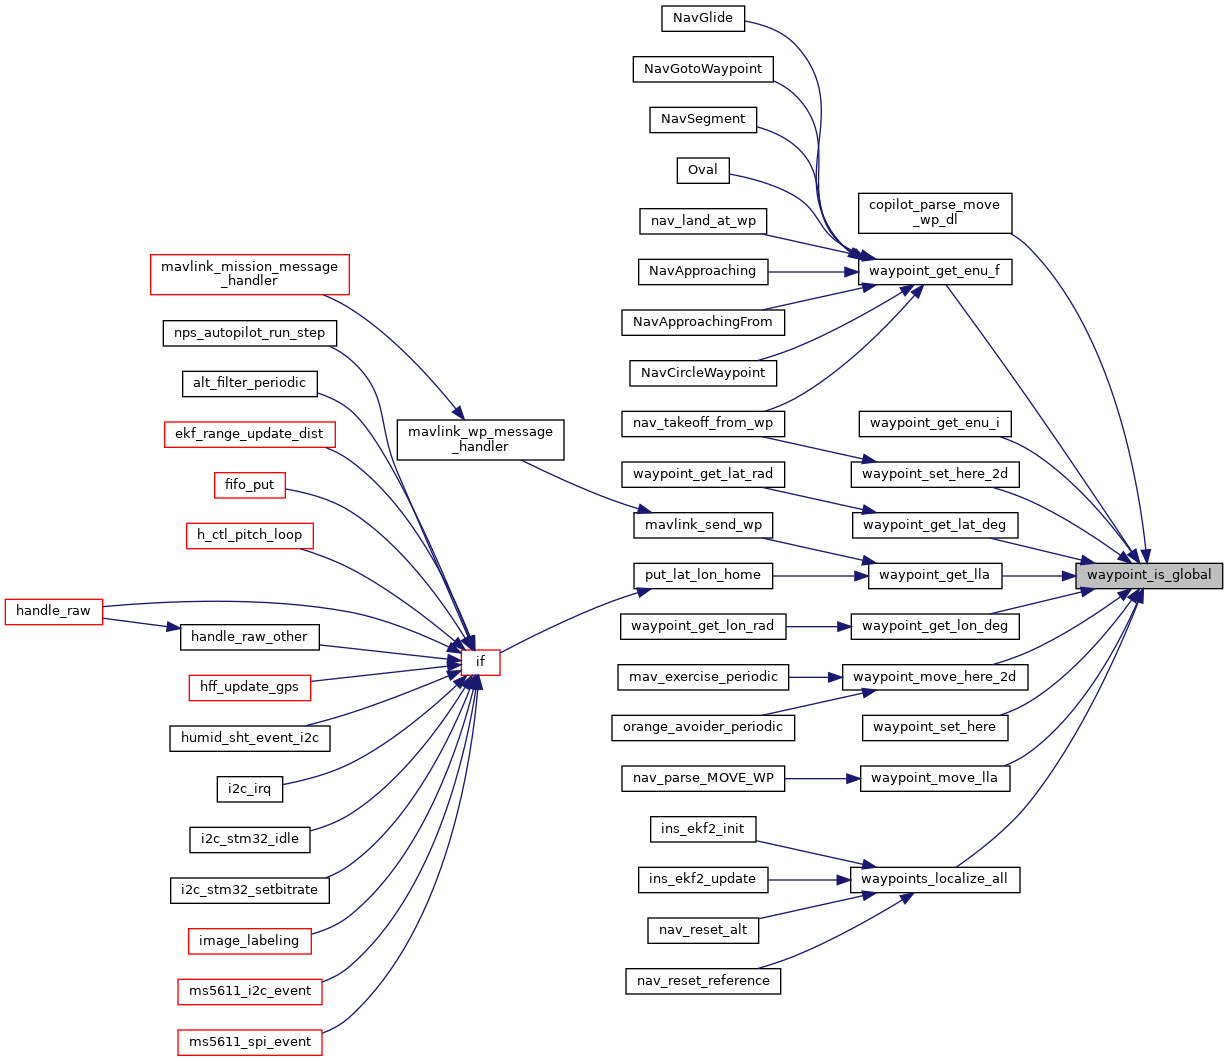 NavGlide
NavGotoWaypoint
NavSegment
Oval
copilot_parse_move
_wp_dl
nav_land_at_wp
mavlink_mission_message
_handler
NavApproaching
waypoint_get_enu_f
nps_autopilot_run_step
NavApproachingFrom
alt_filter_periodic
NavCircleWaypoint
ekf_range_update_dist
mavlink_wp_message
_handler
nav_takeoff_from_wp
waypoint_get_enu_i
fifo_put
waypoint_get_lat_rad
waypoint_set_here_2d
h_ctl_pitch_loop
mavlink_send_wp
waypoint_get_lat_deg
put_lat_lon_home
waypoint_get_lla
waypoint_is_global
handle_raw
handle_raw_other
waypoint_get_lon_rad
waypoint_get_lon_deg
if
hff_update_gps
mav_exercise_periodic
waypoint_move_here_2d
humid_sht_event_i2c
orange_avoider_periodic
waypoint_set_here
i2c_irq
nav_parse_MOVE_WP
waypoint_move_lla
i2c_stm32_idle
ins_ekf2_init
i2c_stm32_setbitrate
ins_ekf2_update
waypoints_localize_all
image_labeling
nav_reset_alt
ms5611_i2c_event
nav_reset_reference
ms5611_spi_event